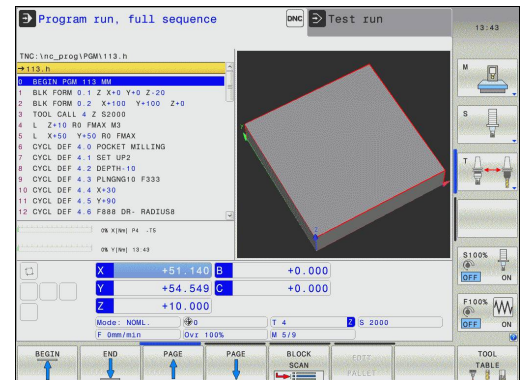 Program run, full sequence
DNC
Test run
13:43
TNC:\nc_prog\PGM\113.h
→113.h
0 BEGIN PGM 113 MM
1 BLK FORM 0.1 Z X+0 Y+0 Z-20
2 BLK FORM 0.2 X+100 Y+100 Z+0
3 TOOL CALL 4 Z S2000
4 L Z+10 R0 FMAX M3
5 L X+50 Y+50 R0 FMAX
6 CYCL DEF 4.0 POCKET MILLING
7 CYCL DEF 4.1 SET UP2
8 CYCL DEF 4.2 DEPTH-10
9 CYCL DEF 4.3 PLNGNG10 F333
10 CYCL DEF 4.4 X+30
11 CYCL DEF 4.5 Y+90
12 CYCL DEF 4.6 F888 DR- RADIUS8
0% X[Nm] P4 -T5
0% Y[Nm] 13:43
X +51.140 B +0.000
Y +54.549 C +0.000
Z +10.000
Mode: NOML. 0 T 4 Z S 2000
F 0mm/min Ovr 100% M 5/9
M
S
T
S100%
OFF ON
F100%
OFF ON
BEGIN
END
PAGE
PAGE
BLOCK SCAN
PALLET
TOOL TABLE